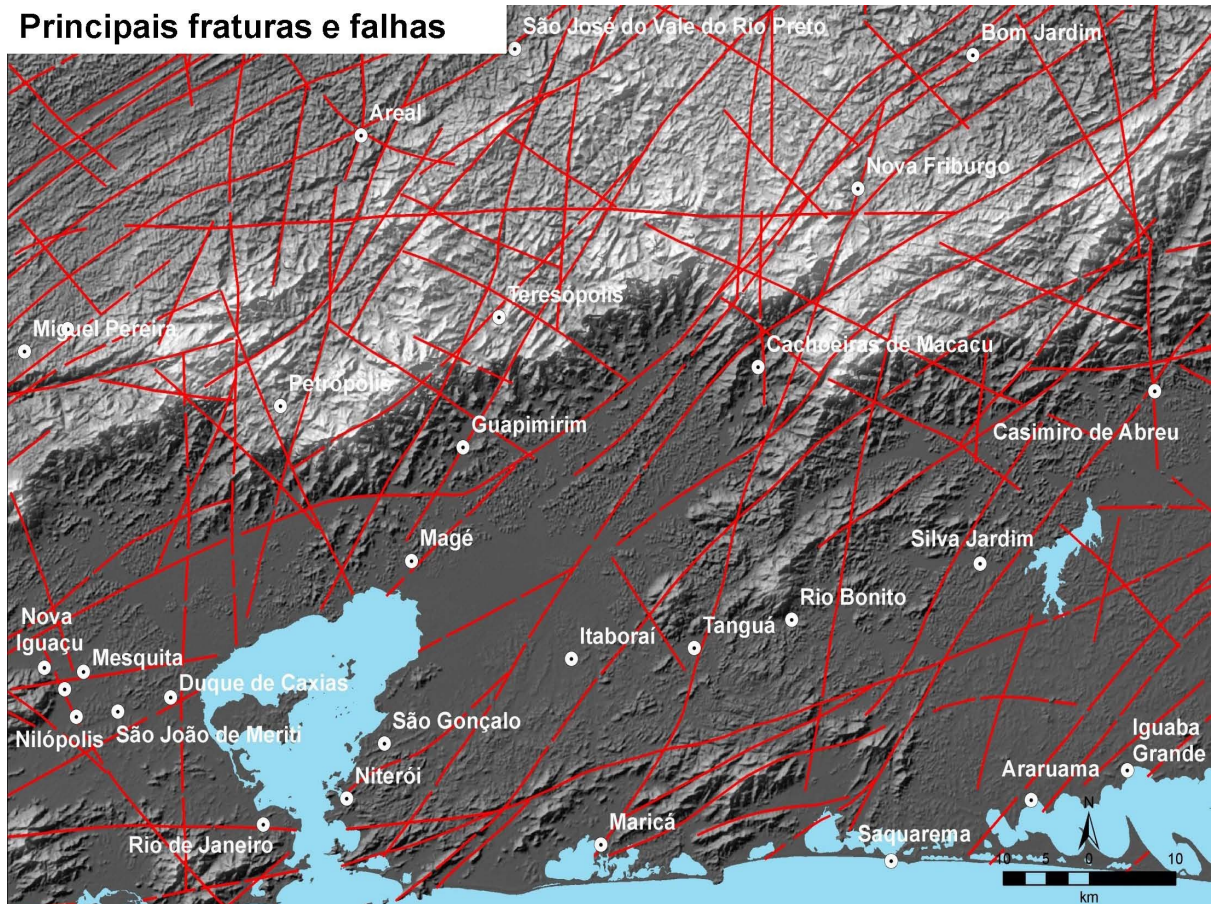 Principais fraturas e falhas
São José do Vale do Rio Preto
Bom Jardim
Areal
Nova Friburgo
Teresópolis
Miguel Pereira
Cachoeiras de Macacu
Petrópolis
Guapimirim
Casimiro de Abreu
Magé
Silva Jardim
Nova
Iguaçu
Rio Bonito
Itaboraí
Tanguá
Mesquita
Duque de Caxias
São Gonçalo
Nilópolis
São João de Meriti
Iguaba
Grande
Niterói
Araruama
Maricá
Saquarema
Rio de Janeiro
N
10 5 0 10
km